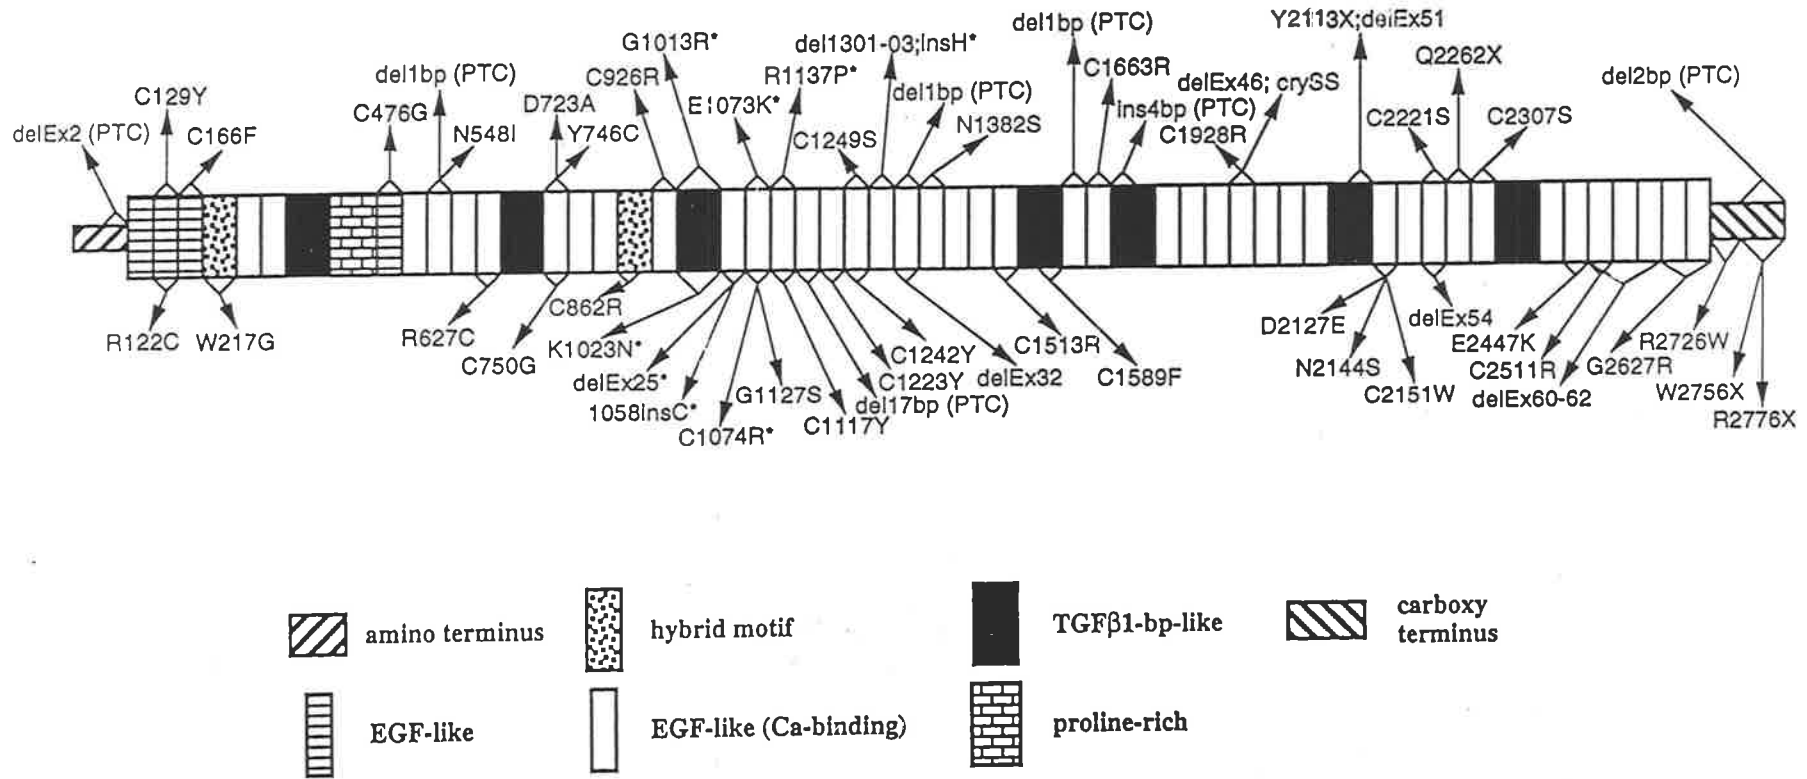 del1bp (PTC)
Y2113X;delEx51
G1013R*
del1301-03;InsH*
Q2262X
del1bp (PTC)
C926R
R1137P*
C1663R
delEx46; crySS
del2bp (PTC)
C129Y
C476G
D723A
E1073K*
del1bp (PTC)
ins4bp (PTC)
delEx2 (PTC)
C166F
N548I
Y746C
C1249S
N1382S
C1928R
C2221S
C2307S
R122C
W217G
R627C
C862R
C750G
K1023N*
delEx25*
1058InsC*
C1074R*
G1127S
C1117Y
del17bp (PTC)
C1223Y
C1242Y
delEx32
C1513R
C1589F
D2127E
N2144S
C2151W
delEx54
E2447K
C2511R
delEx60-62
G2627R
R2726W
W2756X
R2776X
amino terminus
hybrid motif
TGFβ1-bp-like
carboxy
terminus
EGF-like
EGF-like (Ca-binding)
proline-rich